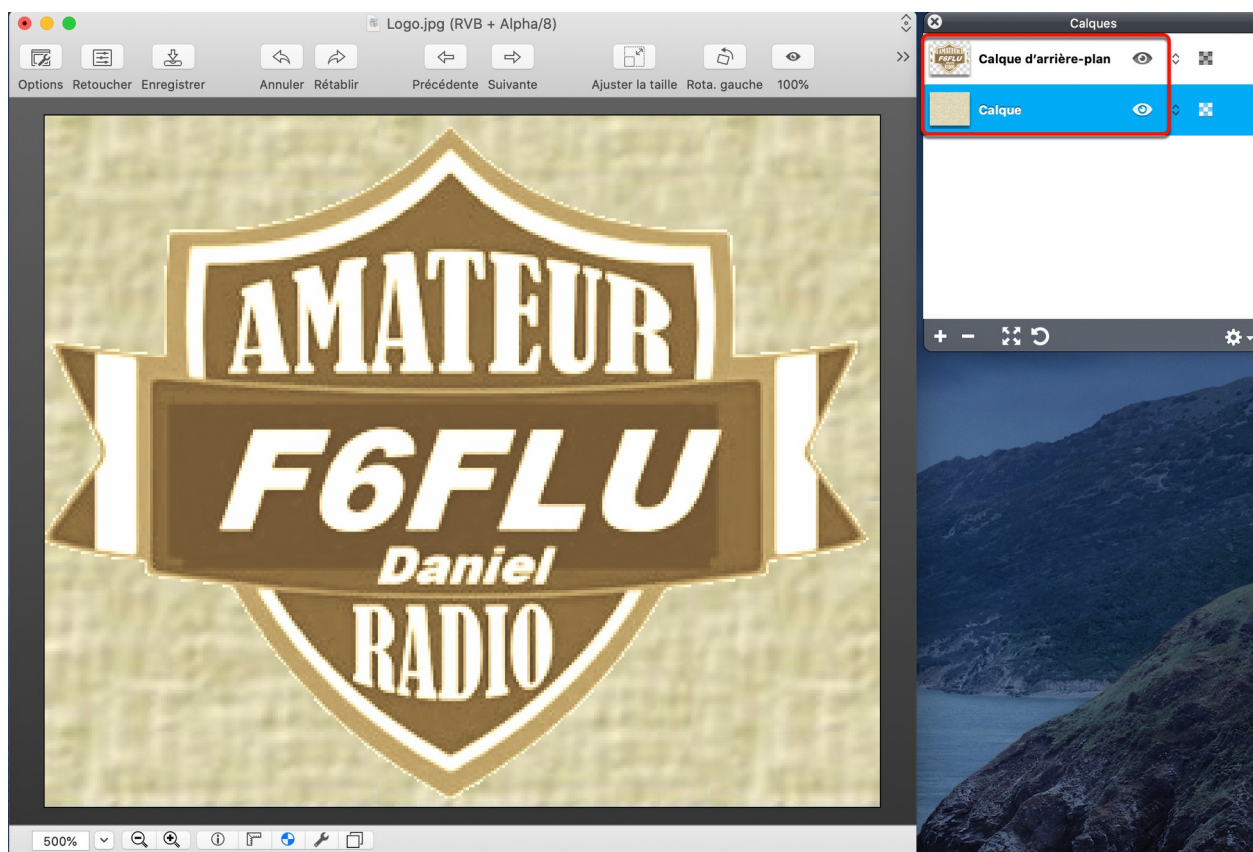 Logo.jpg (RVB + Alpha/8)
Options Retoucher Enregistrer Annuler Rétablir Précédente Suivante Ajuster la taille Rota. gauche 100%
AMATEUR
F6FLU
Daniel
RADIO
500%
Calques
F6FLU
Calque d’arrière-plan
Calque